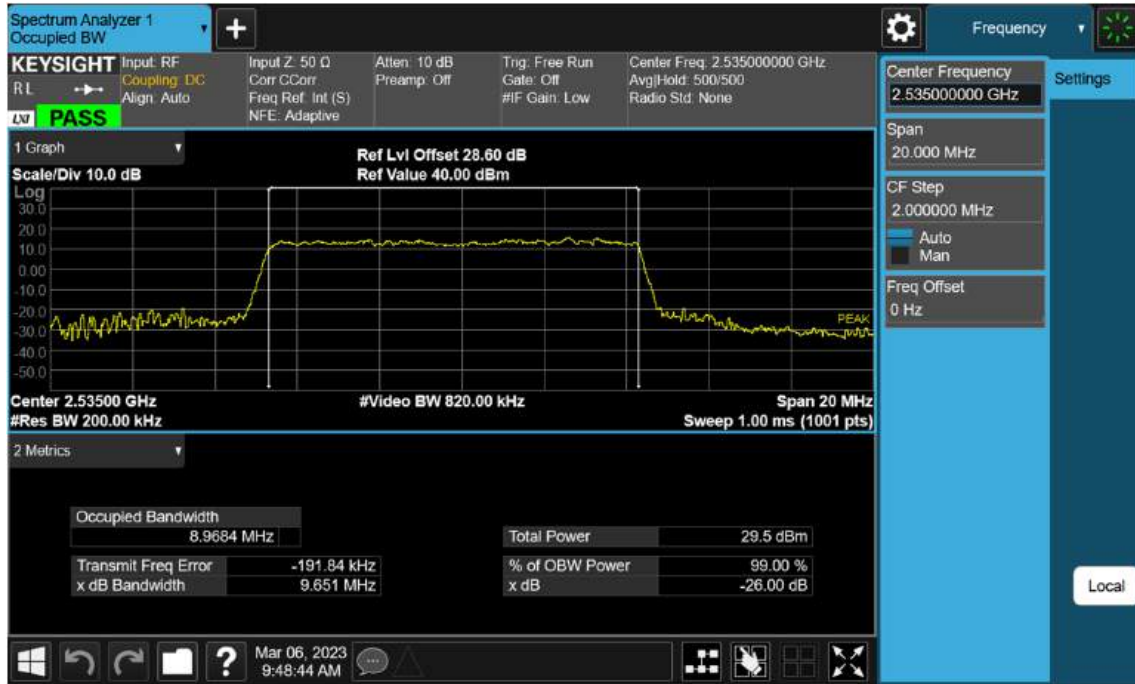 Spectrum Analyzer 1
Occupied BW
Frequency
KEYSIGHT
RL
LXI PASS
Input: RF
Coupling: DC
Align: Auto
Input Z: 50 Ω
Corr CCorr
Freq Ref: Int (S)
NFE: Adaptive
Atten: 10 dB
Preamp: Off
Trig: Free Run
Gate: Off
#IF Gain: Low
Center Freq: 2.535000000 GHz
Avg|Hold: 500/500
Radio Std: None
Center Frequency
2.535000000 GHz
Settings
Span
20.000 MHz
CF Step
2.000000 MHz
Auto
Man
Freq Offset
0 Hz
Local
1 Graph
Scale/Div 10.0 dB
Ref Lvl Offset 28.60 dB
Ref Value 40.00 dBm
Log
30.0
20.0
10.0
0.00
-10.0
-20.0
-30.0
-40.0
-50.0
PEAK
Center 2.53500 GHz
#Video BW 820.00 kHz
Span 20 MHz
#Res BW 200.00 kHz
Sweep 1.00 ms (1001 pts)
2 Metrics
Occupied Bandwidth
8.9684 MHz
Total Power 29.5 dBm
Transmit Freq Error -191.84 kHz
% of OBW Power 99.00 %
x dB Bandwidth 9.651 MHz
x dB -26.00 dB
?
Mar 06, 2023
9:48:44 AM